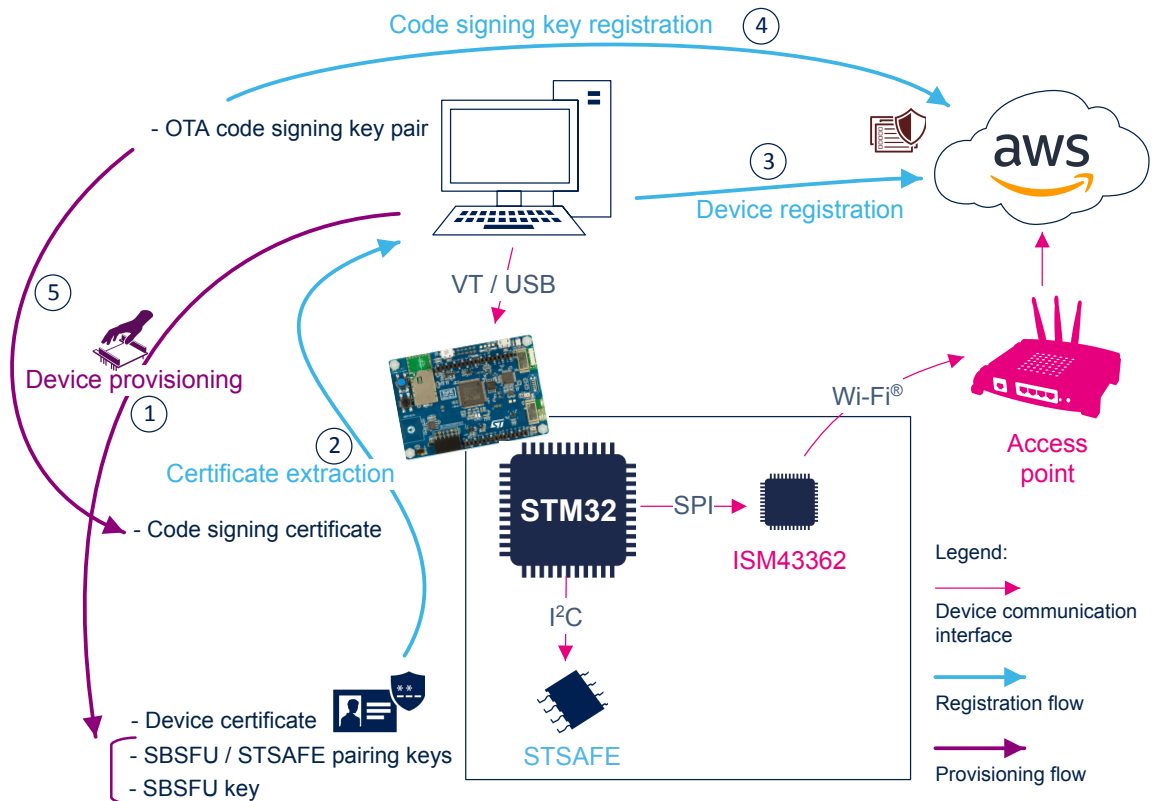 Code signing key registration
4
- OTA code signing key pair
aws
3
Device registration
VT / USB
5
Device provisioning
1
Wi-Fi®
2
Certificate extraction
Access
point
STM32
SPI
ISM43362
- Code signing certificate
I²C
STSAFE
- Device certificate
- SBSFU / STSAFE pairing keys
- SBSFU key
** 
---
Legend:
Device communication
interface
Registration flow
Provisioning flow